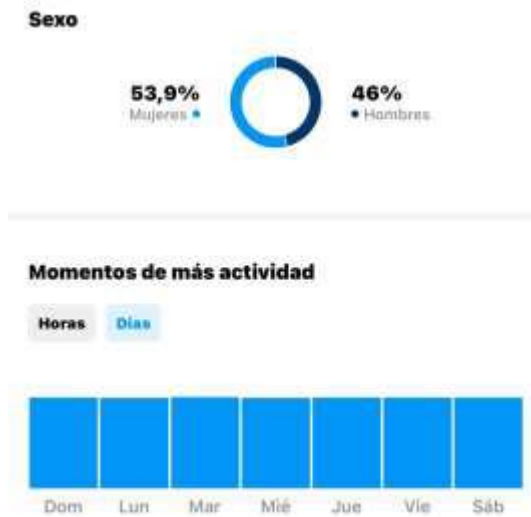 Sexo
53,9% 46%
Mujeres Hombres
Momentos de más actividad
Horas Días
Dom Lun Mar Mié Jue Vie Sáb